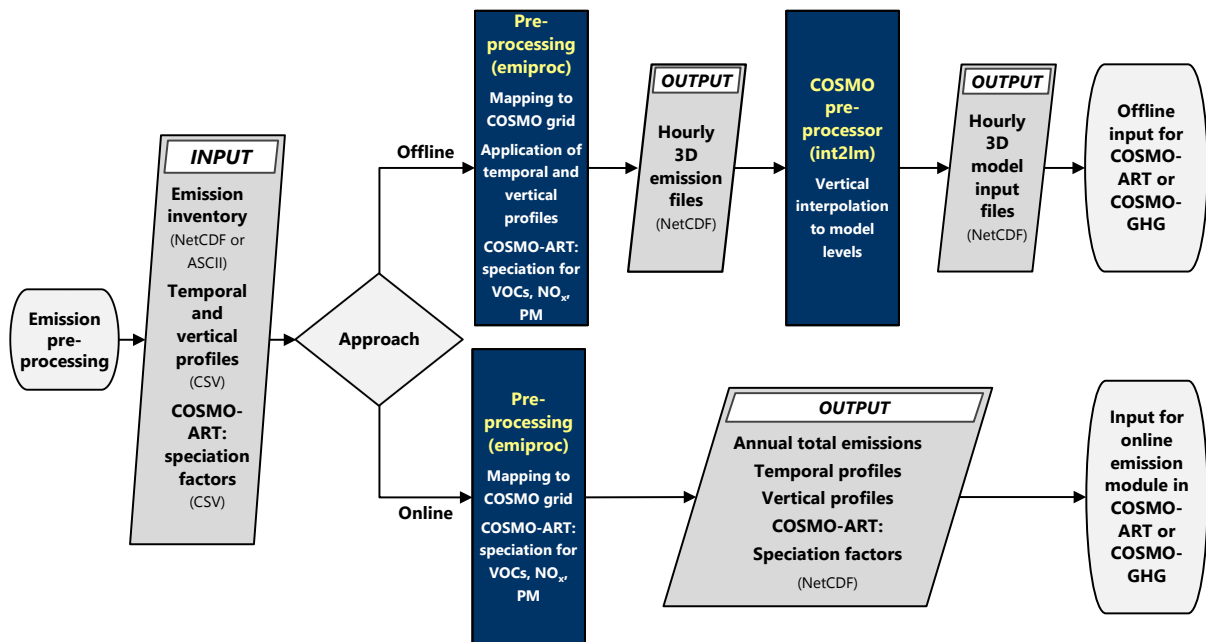 Emission
pre-
processing
INPUT
Emission
inventory
(NetCDF or
ASCII)
Temporal
and
vertical
profiles
(CSV)
COSMO-
ART:
speciation
factors
(CSV)
Approach
Offline
Pre-
processing
(emiproc)
Mapping to
COSMO grid
Application of
temporal and
vertical
profiles
COSMO-ART:
speciation for
VOCs, NOx,
PM
OUTPUT
Hourly
3D
emission
files
(NetCDF)
COSMO
pre-
processor
(int2lm)
Vertical
interpolation
to model
levels
OUTPUT
Hourly
3D
model
input
files
(NetCDF)
Offline
input for
COSMO-
ART or
COSMO-
GHG
Online
Pre-
processing
(emiproc)
Mapping to
COSMO grid
COSMO-ART:
speciation for
VOCs, NOx,
PM
OUTPUT
Annual total emissions
Temporal profiles
Vertical profiles
COSMO-ART:
Speciation factors
(NetCDF)
Input for
online
emission
module in
COSMO-
ART or
COSMO-
GHG